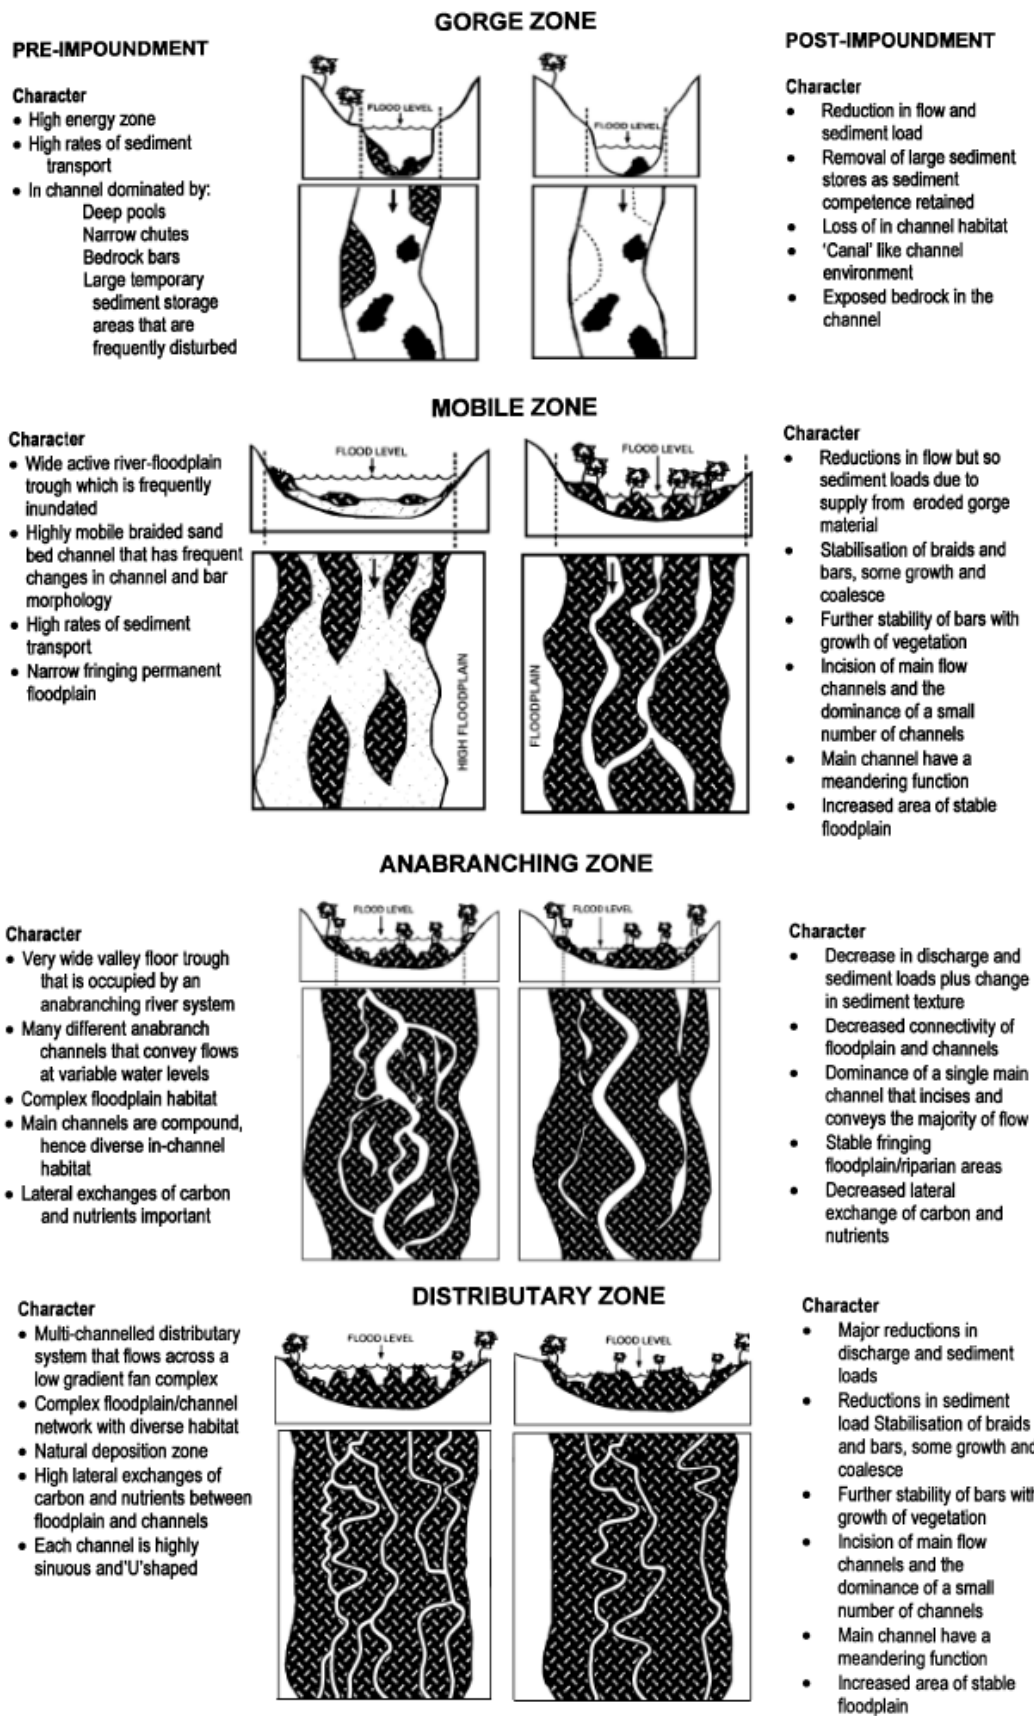 GORGE ZONE
PRE-IMPOUNDMENT
Character
• High energy zone
• High rates of sediment
transport
• In channel dominated by:
Deep pools
Narrow chutes
Bedrock bars
Large temporary
sediment storage
areas that are
frequently disturbed
FLOOD LEVEL
FLOOD LEVEL
POST-IMPOUNDMENT
Character
• Reduction in flow and
sediment load
• Removal of large sediment
stores as sediment
competence retained
• Loss of in channel habitat
• 'Canal' like channel
environment
• Exposed bedrock in the
channel
MOBILE ZONE
Character
• Wide active river-floodplain
trough which is frequently
inundated
• Highly mobile braided sand
bed channel that has frequent
changes in channel and bar
morphology
• High rates of sediment
transport
• Narrow fringing permanent
floodplain
FLOOD LEVEL
HIGH FLOODPLAIN
FLOOD LEVEL
FLOODPLAIN
Character
• Reductions in flow but so
sediment loads due to
supply from eroded gorge
material
• Stabilisation of braids and
bars, some growth and
coalesce
• Further stability of bars with
growth of vegetation
• Incision of main flow
channels and the
dominance of a small
number of channels
• Main channel have a
meandering function
• Increased area of stable
floodplain
ANABRANCHING ZONE
Character
• Very wide valley floor trough
that is occupied by an
anabranching river system
• Many different anabranch
channels that convey flows
at variable water levels
• Complex floodplain habitat
• Main channels are compound,
hence diverse in-channel
habitat
• Lateral exchanges of carbon
and nutrients important
FLOOD LEVEL
FLOOD LEVEL
Character
• Decrease in discharge and
sediment loads plus change
in sediment texture
• Decreased connectivity of
floodplain and channels
• Dominance of a single main
channel that incises and
conveys the majority of flow
• Stable fringing
floodplain/riparian areas
• Decreased lateral
exchange of carbon and
nutrients
DISTRIBUTARY ZONE
Character
• Multi-channelled distributary
system that flows across a
low gradient fan complex
• Complex floodplain/channel
network with diverse habitat
• Natural deposition zone
• High lateral exchanges of
carbon and nutrients between
floodplain and channels
• Each channel is highly
sinuous and'U'shaped
FLOOD LEVEL
FLOOD LEVEL
Character
• Major reductions in
discharge and sediment
loads
• Reductions in sediment
load Stabilisation of braids
and bars, some growth and
coalesce
• Further stability of bars with
growth of vegetation
• Incision of main flow
channels and the
dominance of a small
number of channels
• Main channel have a
meandering function
• Increased area of stable
floodplain